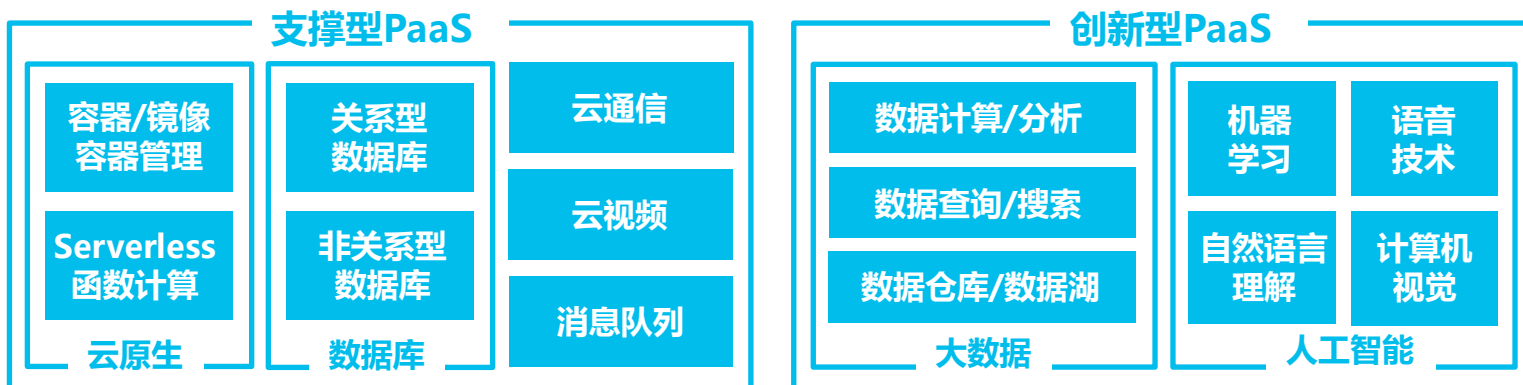 支撑型PaaS
容器/镜像
容器管理
Serverless
函数计算
云原生
关系型
数据库
非关系型
数据库
数据库
云通信
云视频
消息队列
创新型PaaS
数据计算/分析
数据查询/搜索
数据仓库/数据湖
大数据
机器
学习
语音
技术
自然语言
理解
计算机
视觉
人工智能